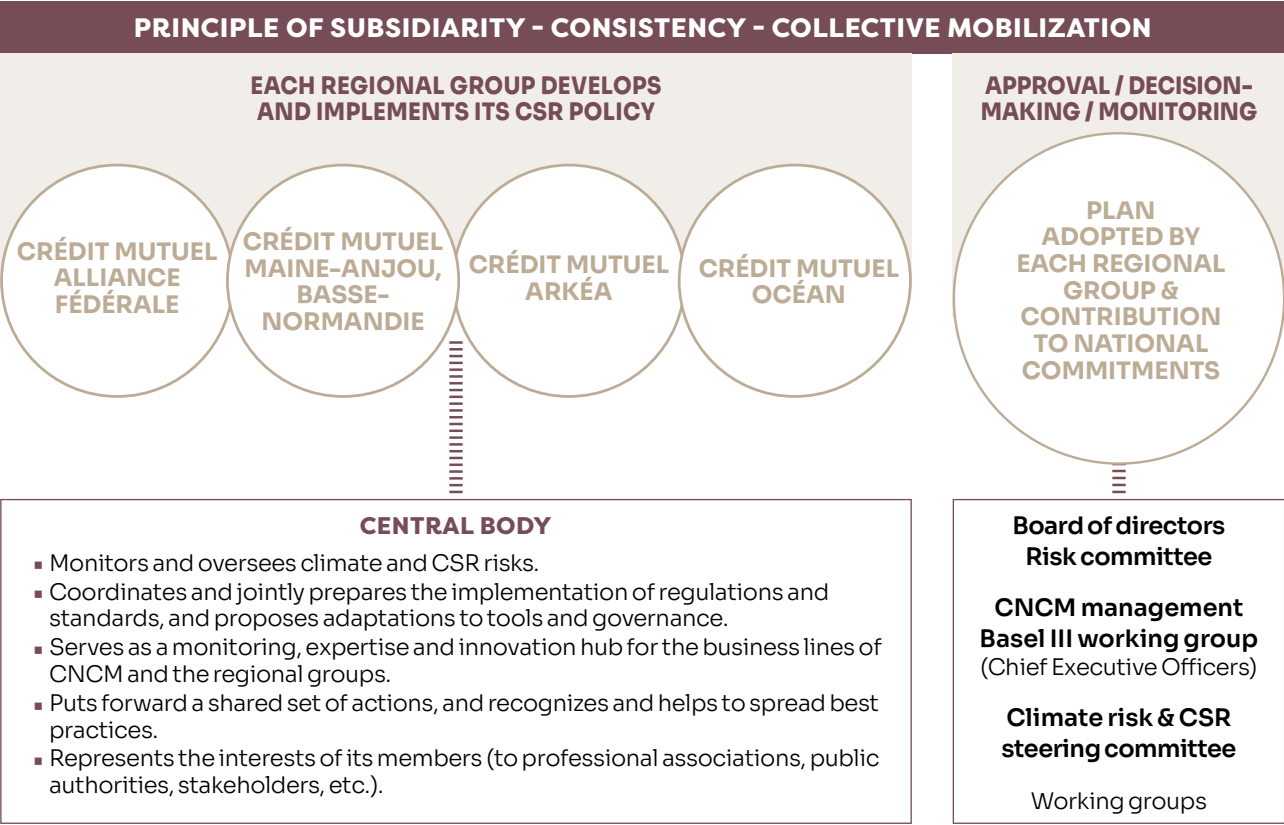 PRINCIPLE OF SUBSIDIARITY - CONSISTENCY - COLLECTIVE MOBILIZATION
EACH REGIONAL GROUP DEVELOPS
AND IMPLEMENTS ITS CSR POLICY
CRÉDIT MUTUEL
ALLIANCE
FÉDÉRALE
CRÉDIT MUTUEL
MAINE-ANJOU,
BASSE-
NORMANDIE
CRÉDIT MUTUEL
ARKÉA
CRÉDIT MUTUEL
OCÉAN
APPROVAL / DECISION-
MAKING / MONITORING
PLAN
ADOPTED BY
EACH REGIONAL
GROUP &
CONTRIBUTION
TO NATIONAL
COMMITMENTS
CENTRAL BODY
▪ Monitors and oversees climate and CSR risks.
▪ Coordinates and jointly prepares the implementation of regulations and
standards, and proposes adaptations to tools and governance.
▪ Serves as a monitoring, expertise and innovation hub for the business lines of
CNCM and the regional groups.
▪ Puts forward a shared set of actions, and recognizes and helps to spread best
practices.
▪ Represents the interests of its members (to professional associations, public
authorities, stakeholders, etc.).
Board of directors
Risk committee
CNCM management
Basel III working group
(Chief Executive Officers)
Climate risk & CSR
steering committee
Working groups